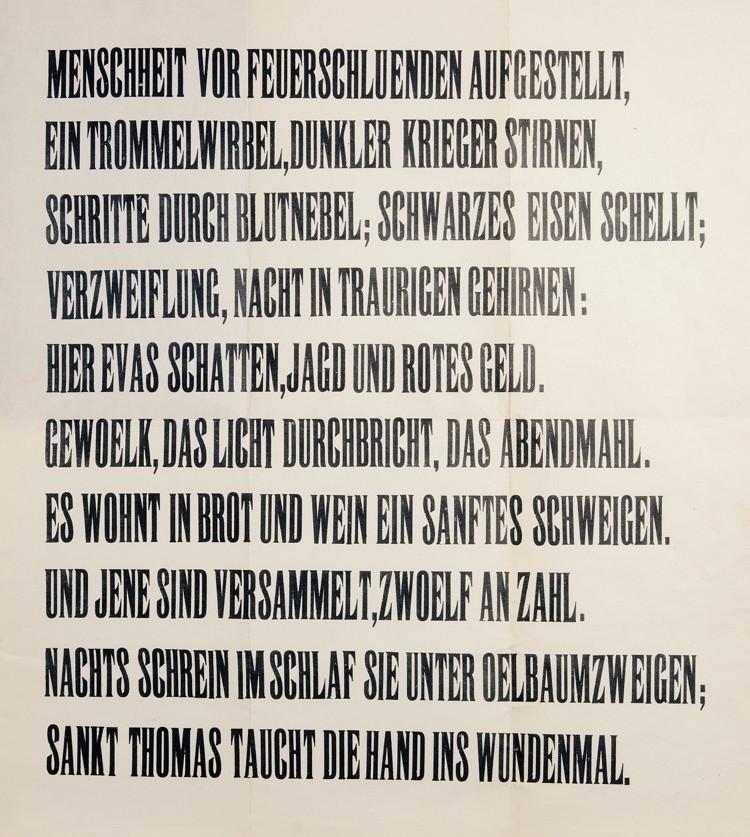 MENSCHHEIT VOR FEUERSCHLUENDEN AUFGESTELLT,
EIN TROMMELWIRBEL, DUNKLER KRIEGER STIRNEN,
SCHRITTE DURCH BLUTNEBEL; SCHWARZES EISEN SCHELLT;
VERZWEIFLUNG, NACHT IN TRAURIGEN GEHIRNEN:
HIER EVAS SCHATTEN, JAGD UND ROTES GELD.
GEWOELK, DAS LICHT DURCHBRICHT, DAS ABENDMAHL.
ES WOHNT IN BROT UND WEIN EIN SANFTES SCHWEIGEN.
UND JENE SIND VERSAMMELT, ZWOELF AN ZAHL.
NACHTS SCHREIN IM SCHLAF SIE UNTER OELBAUMZWEIGEN;
SANKT THOMAS TAUCHT DIE HAND INS WUNDENMAL.